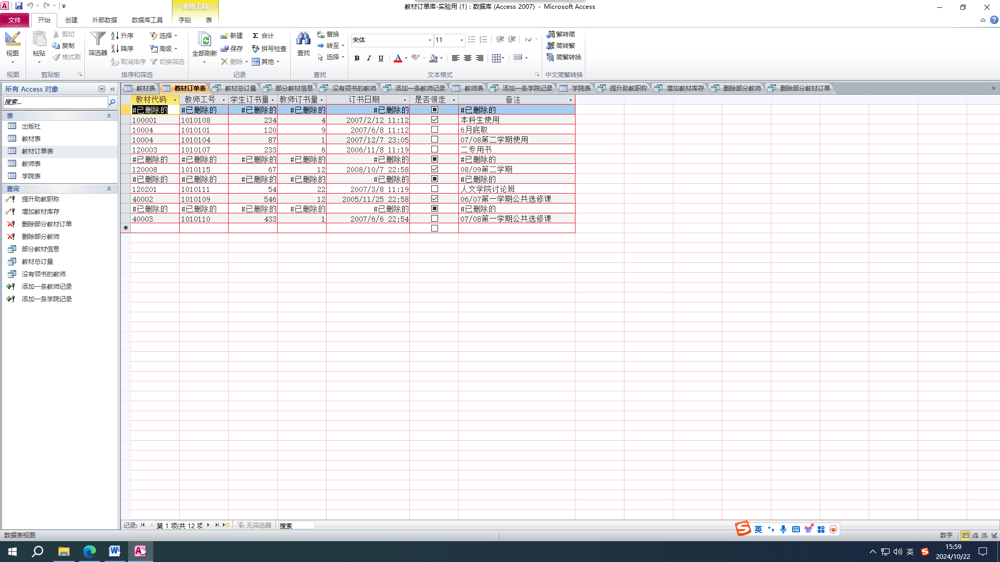 教材订单库-实验用 (1) : 数据库 (Access 2007) - Microsoft Access
表格工具
文件 开始 创建 外部数据 数据库工具 字段 表
视图 粘贴 剪切 复制 格式刷
筛选器 升序 降序 取消排序 选择 高级 切换筛选
全部刷新 新建 保存 删除 合计 拼写检查 其他
查找 替换 转至 选择
宋体 11
B I U A
繁转简
简转繁
简繁转换
视图 剪贴板 排序和筛选 记录 查找 文本格式 中文简繁转换
所有 Access 对象
搜索...
表
出版社
教材表
教材订单表
教师表
学院表
查询
提升助教职称
增加教材库存
删除部分教材订单
删除部分教师
部分教材信息
教材总订量
没有领书的教师
添加一条教师记录
添加一条学院记录
教材表 教材订单表 教材总订量 部分教材信息 没有领书的教师 添加一条教师记录 教师表 添加一条学院记录 学院表 提升助教职称 增加教材库存 删除部分教师 删除部分教材订单
教材代码 教师工号 学生订书量 教师订书量 订书日期 是否领走 备注
#已删除的 #已删除的 #已删除的 #已删除的 #已删除的 #已删除的
100001 1010108 234 4 2007/2/12 11:12 本科生使用
10004 1010101 120 9 2007/6/8 11:12 6月底取
10004 1010104 87 1 2007/12/7 23:05 07/08第二学期使用
120003 1010107 233 6 2006/11/8 11:19 二专用书
#已删除的 #已删除的 #已删除的 #已删除的 #已删除的 #已删除的
120008 1010115 67 12 2008/10/7 22:58 08/09第二学期
#已删除的 #已删除的 #已删除的 #已删除的 #已删除的 #已删除的
120201 1010111 54 22 2007/3/8 11:19 人文学院讨论班
40002 1010109 546 12 2005/11/25 22:58 06/07第一学期公共选修课
#已删除的 #已删除的 #已删除的 #已删除的 #已删除的 #已删除的
40003 1010110 433 1 2007/6/6 22:54 07/08第一学期公共选修课
记录: 第 1 项(共 12 项 无筛选器 搜索
英
数据表视图 数字
英
15:59
2024/10/22